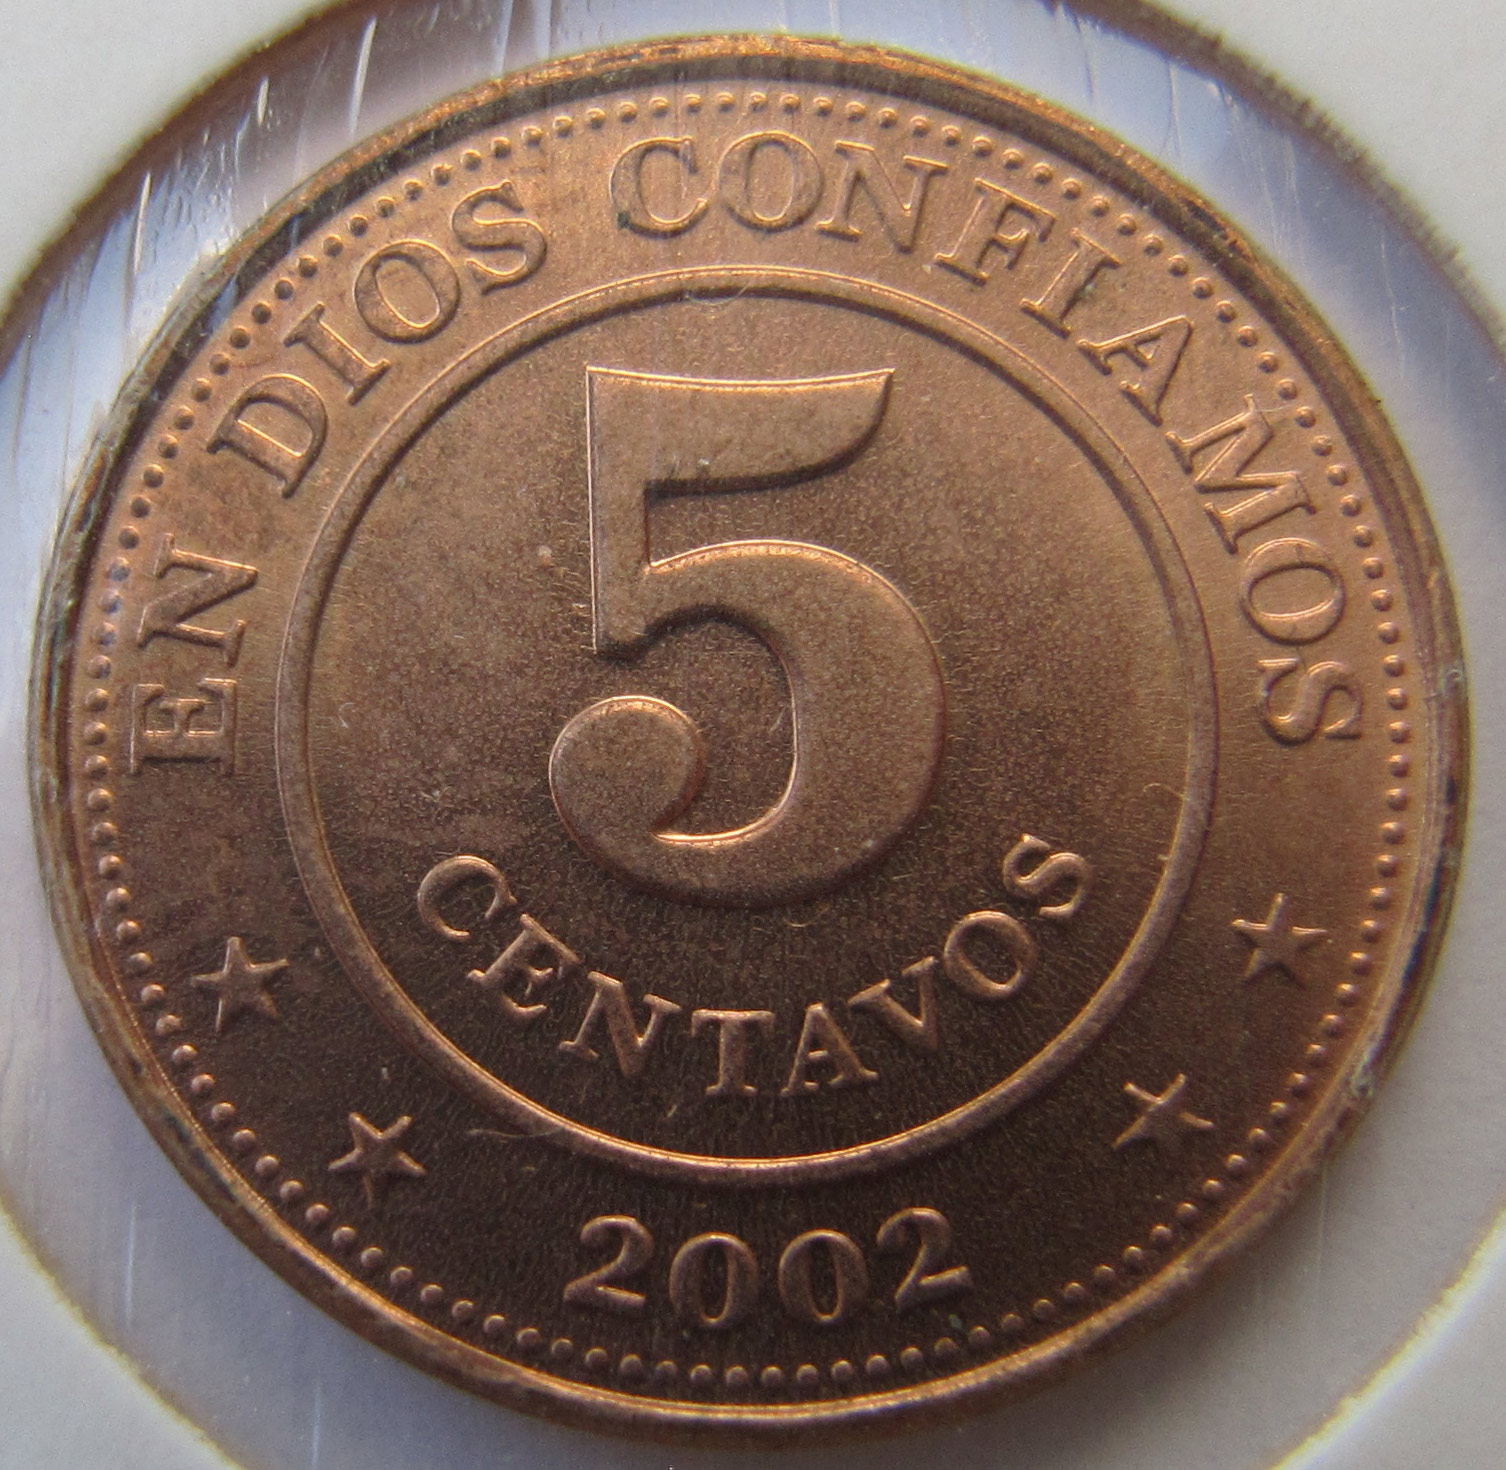 EN DIOS CONFIAMOS
5
CENTAVOS
2002